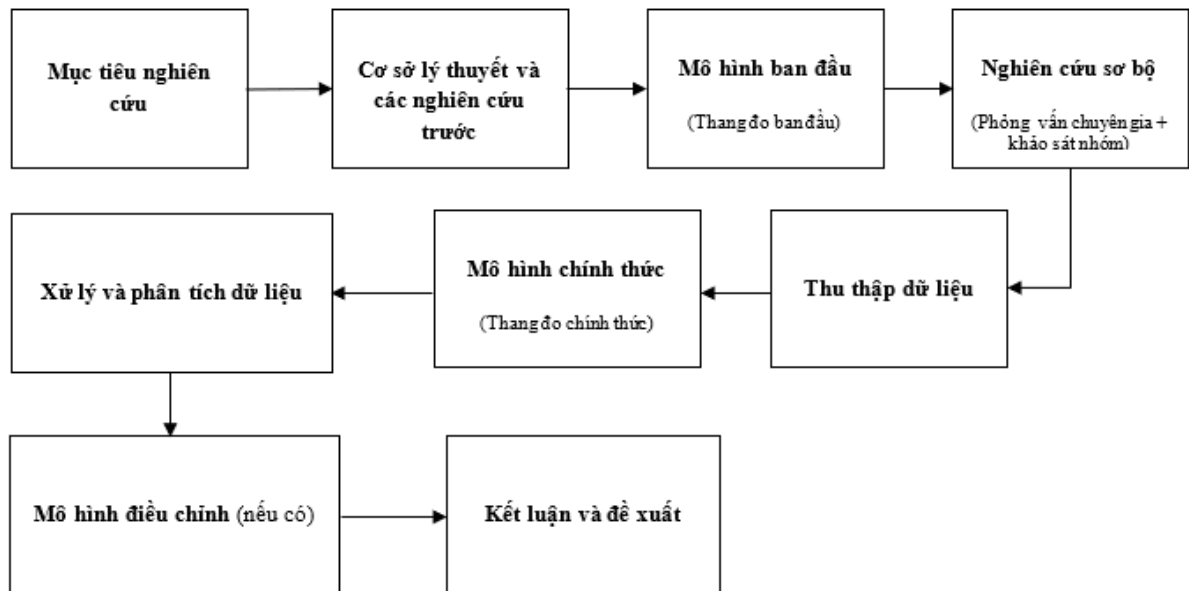 Mục tiêu nghiên
cứu
Cơ sở lý thuyết và
các nghiên cứu
trước
Mô hình ban đầu
(Thang đo ban đầu)
Nghiên cứu sơ bộ
(Phỏng vấn chuyên gia +
khảo sát nhóm)
Xử lý và phân tích dữ liệu
Mô hình chính thức
(Thang đo chính thức)
Thu thập dữ liệu
Mô hình điều chỉnh (nếu có)
Kết luận và đề xuất